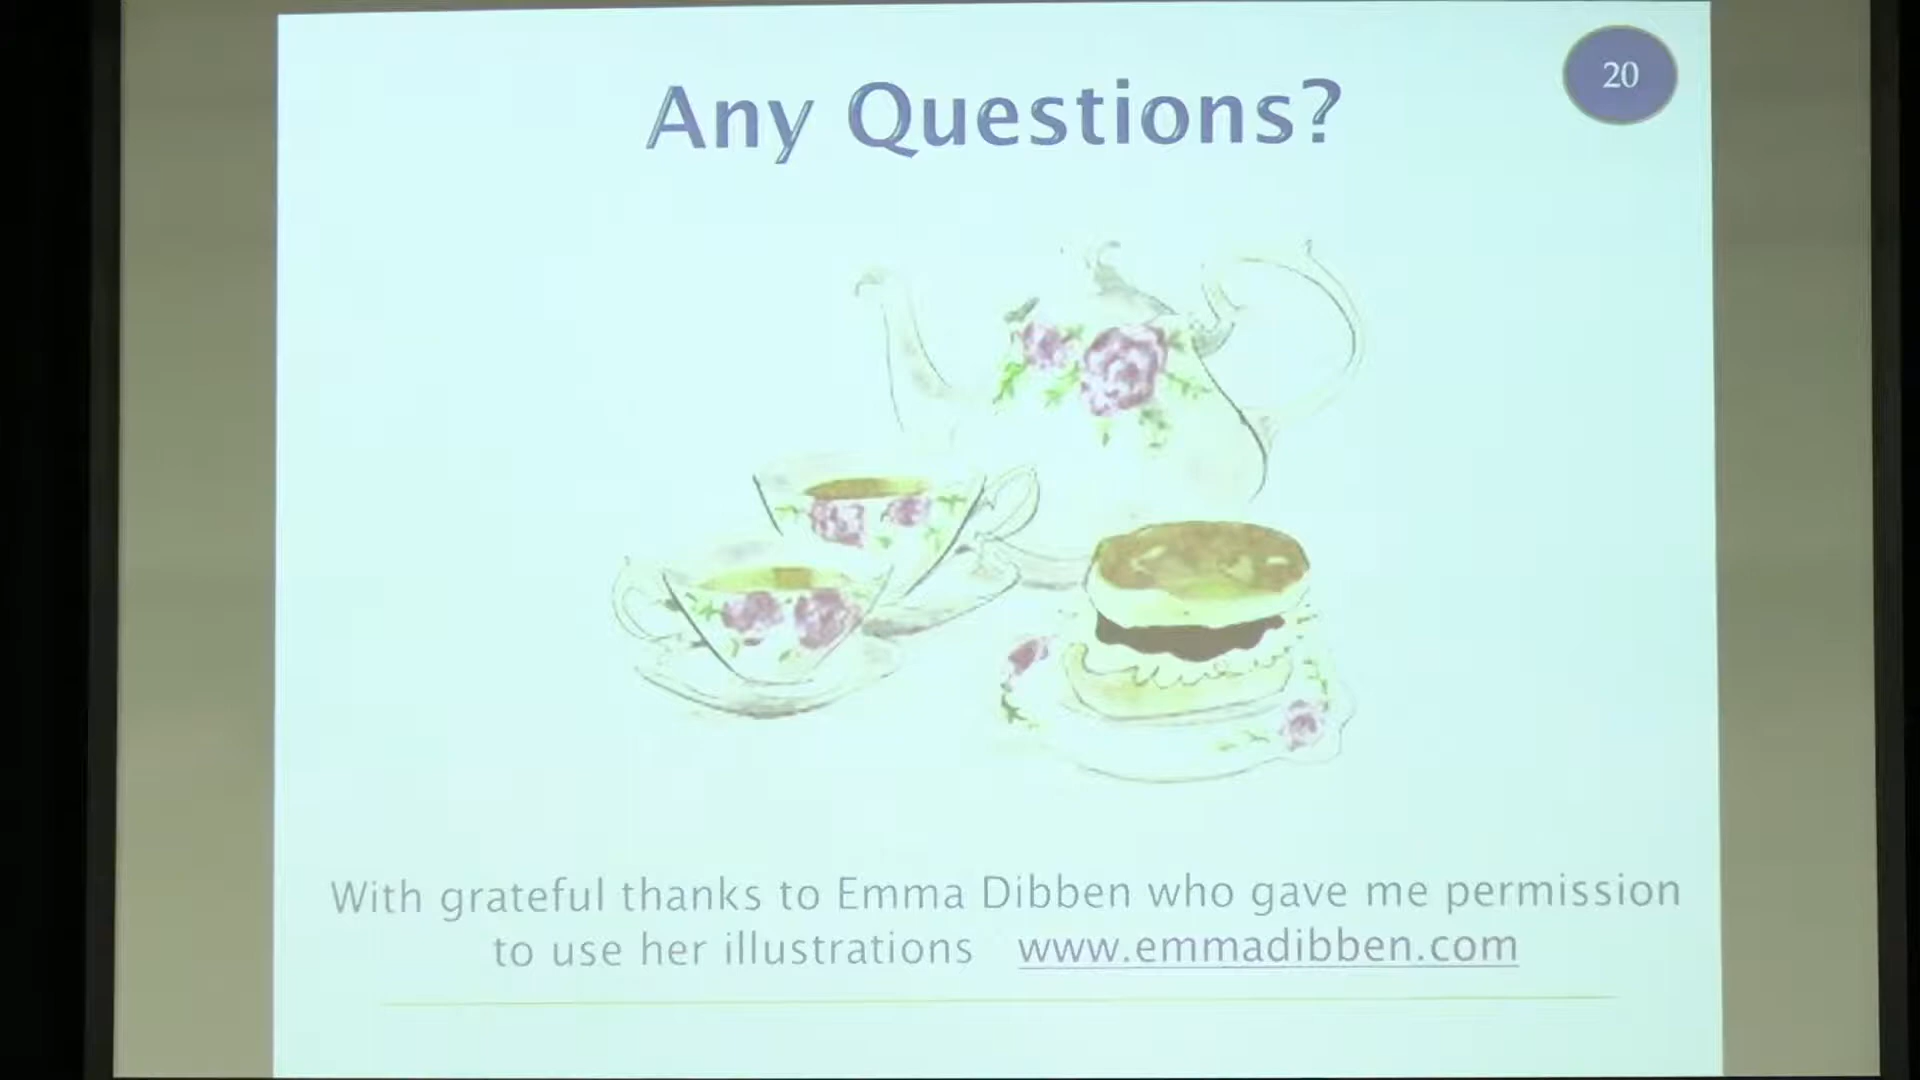 20
Any Questions?
With grateful thanks to Emma Dibben who gave me permission
to use her illustrations www.emmadibben.com